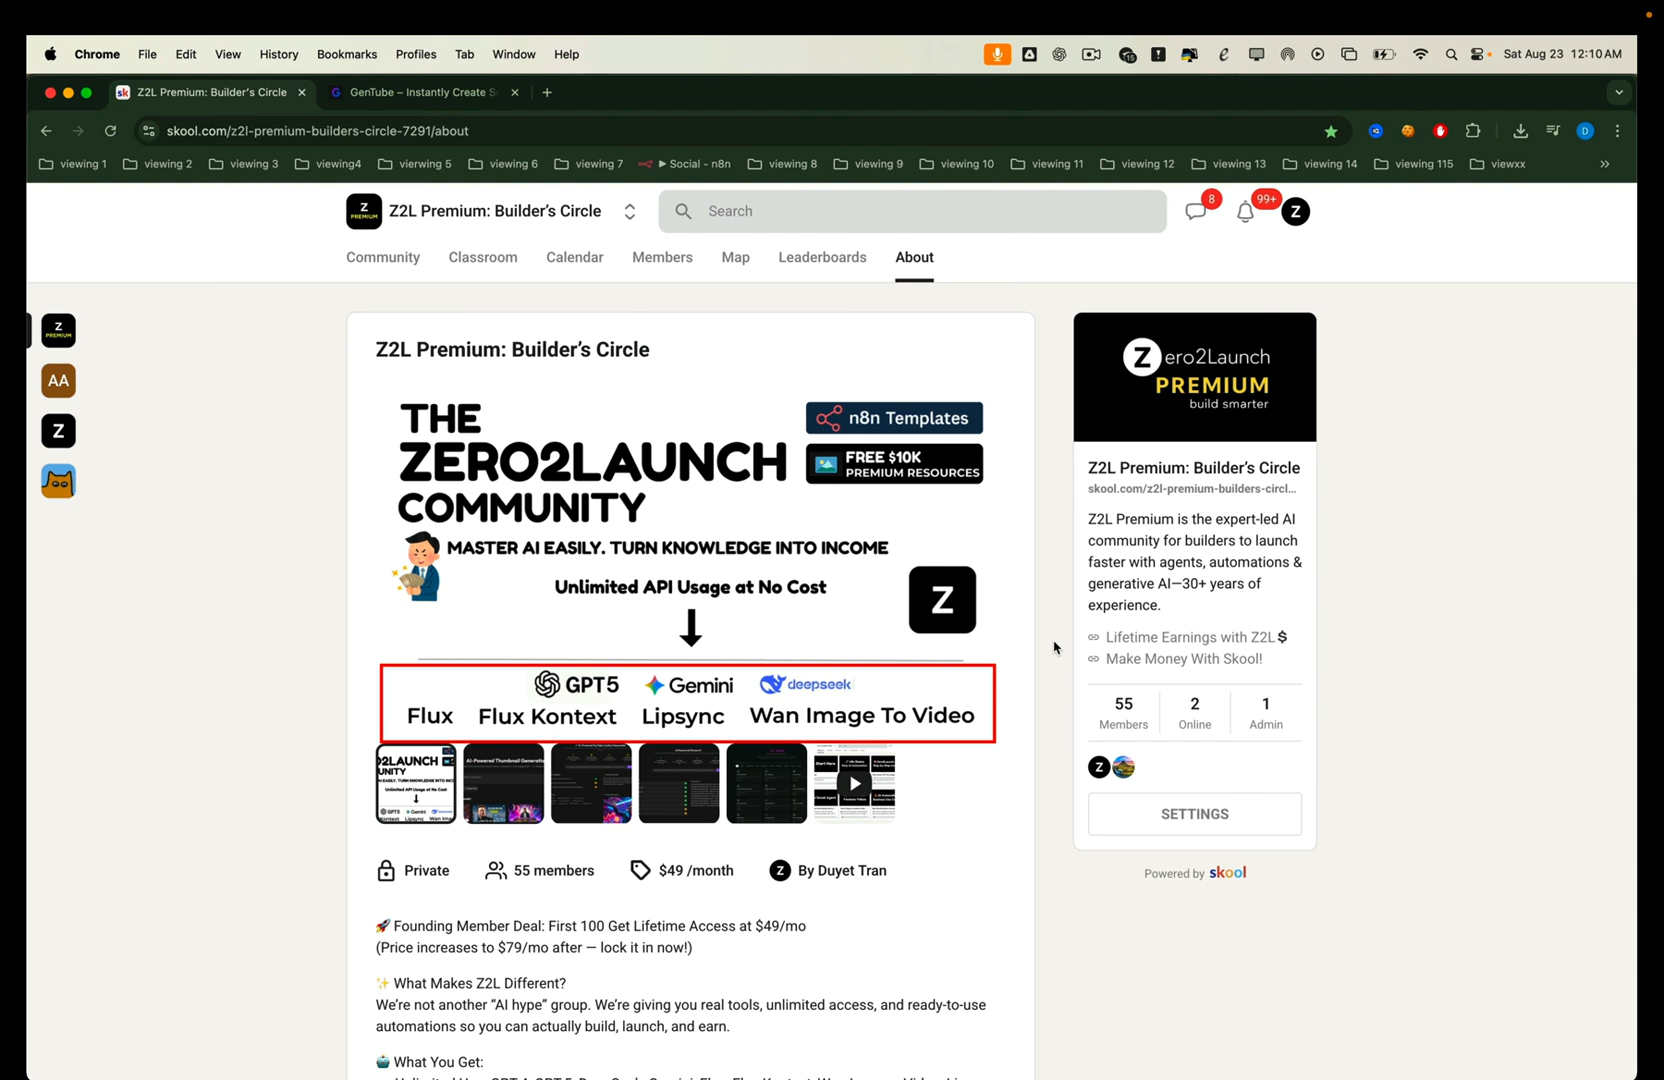 Chrome File Edit View History Bookmarks Profiles Tab Window Help
15
Sat Aug 23 12:10 AM
sk Z2L Premium: Builder's Circle
G GenTube – Instantly Create S
skool.com/z2l-premium-builders-circle-7291/about
D
viewing 1 viewing 2 viewing 3 viewing4 vierwing 5 viewing 6 viewing 7 ► Social - n8n viewing 8 viewing 9 viewing 10 viewing 11 viewing 12 viewing 13 viewing 14 viewing 115 viewxx
Z PREMIUM
Z2L Premium: Builder's Circle
Search
8
99+
Z
Community Classroom Calendar Members Map Leaderboards About
Z
PREMIUM
AA
Z
Z2L Premium: Builder's Circle
THE
ZERO2LAUNCH
COMMUNITY
n8n Templates
FREE $10K
PREMIUM RESOURCES
MASTER AI EASILY. TURN KNOWLEDGE INTO INCOME
Unlimited API Usage at No Cost
Z
GPT5 Gemini deepseek
Flux Flux Kontext Lipsync Wan Image To Video
Private 55 members $49 /month Z By Duyet Tran
🚀 Founding Member Deal: First 100 Get Lifetime Access at $49/mo
(Price increases to $79/mo after — lock it in now!)
✨ What Makes Z2L Different?
We're not another “AI hype” group. We're giving you real tools, unlimited access, and ready-to-use
automations so you can actually build, launch, and earn.
What You Get:
Zero2Launch
PREMIUM
build smarter
Z2L Premium: Builder's Circle
skool.com/z2l-premium-builders-circl...
Z2L Premium is the expert-led AI
community for builders to launch
faster with agents, automations &
generative AI—30+ years of
experience.
Lifetime Earnings with Z2L $
Make Money With Skool!
55 2 1
Members Online Admin
Z
SETTINGS
Powered by skool